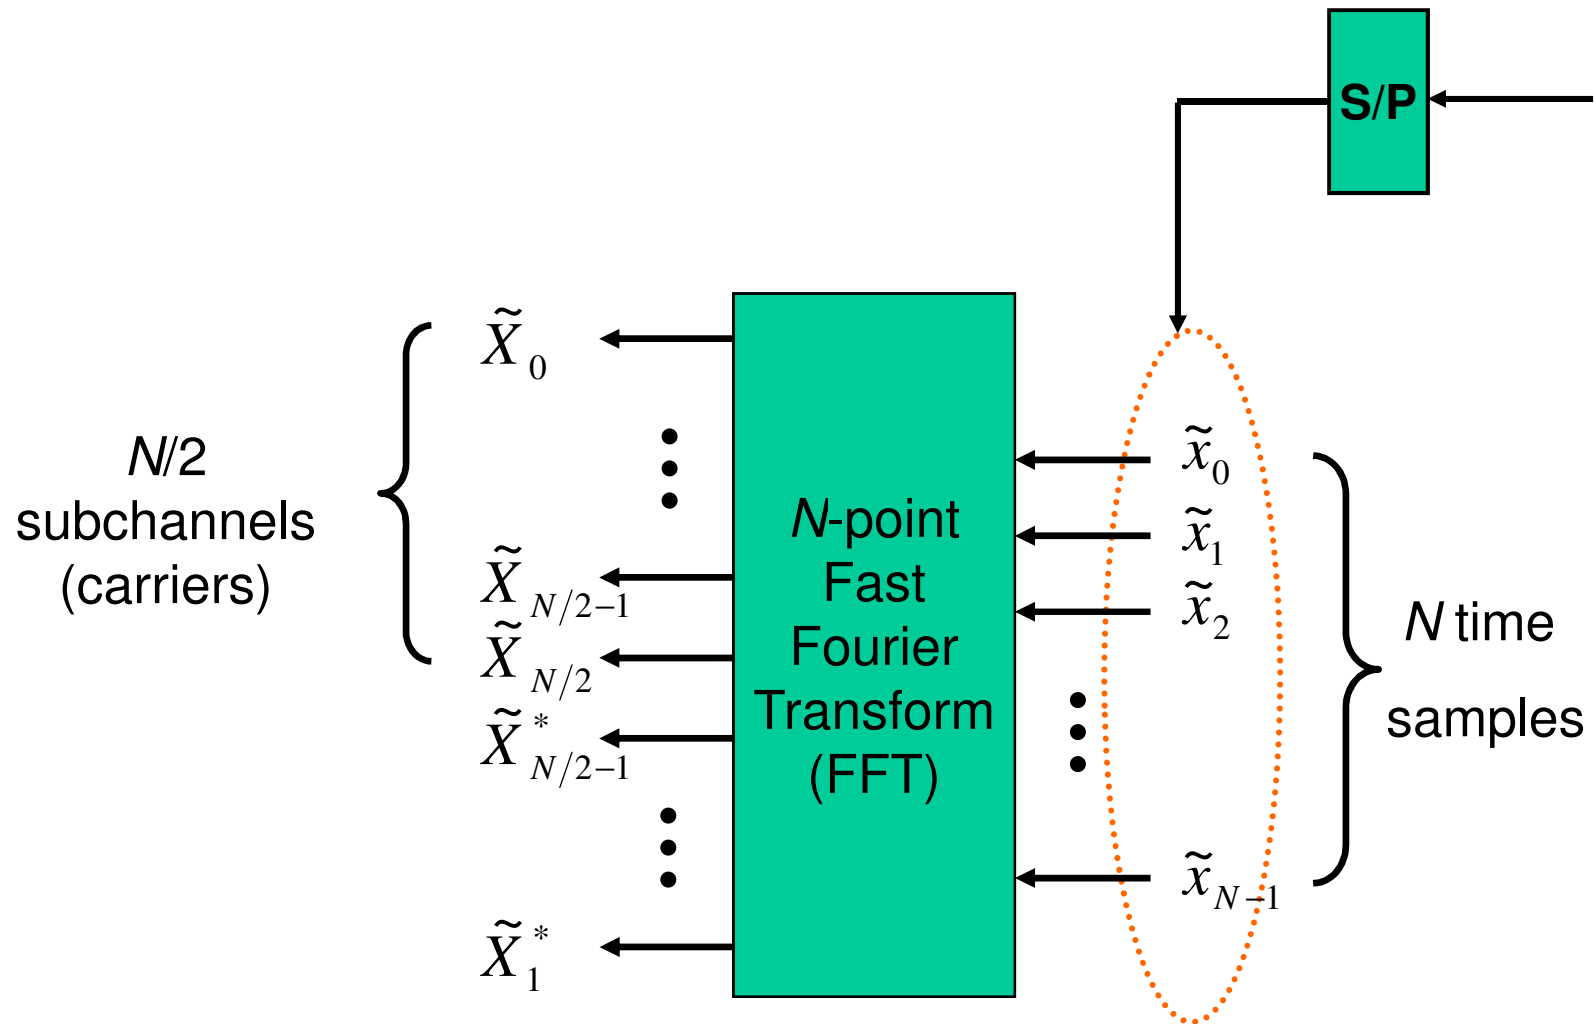 S/P
X̃₀
N/2
subchannels
(carriers)
X̃_{N/2−1}
X̃_{N/2}
X̃*_{N/2−1}
X̃*₁
N-point
Fast
Fourier
Transform
(FFT)
x̃₀
x̃₁
x̃₂
x̃_{N−1}
N time
samples